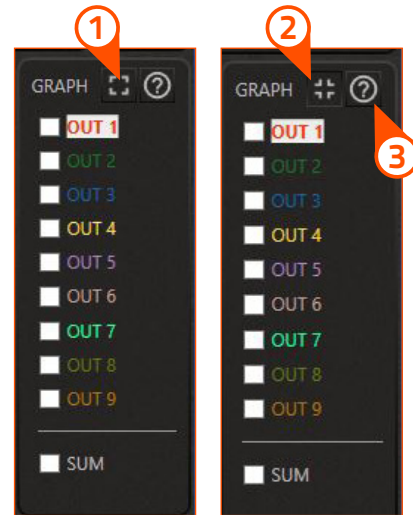 1
GRAPH
OUT 1
OUT 2
OUT 3
OUT 4
OUT 5
OUT 6
OUT 7
OUT 8
OUT 9
SUM
2
GRAPH ?
3
OUT 1
OUT 2
OUT 3
OUT 4
OUT 5
OUT 6
OUT 7
OUT 8
OUT 9
SUM